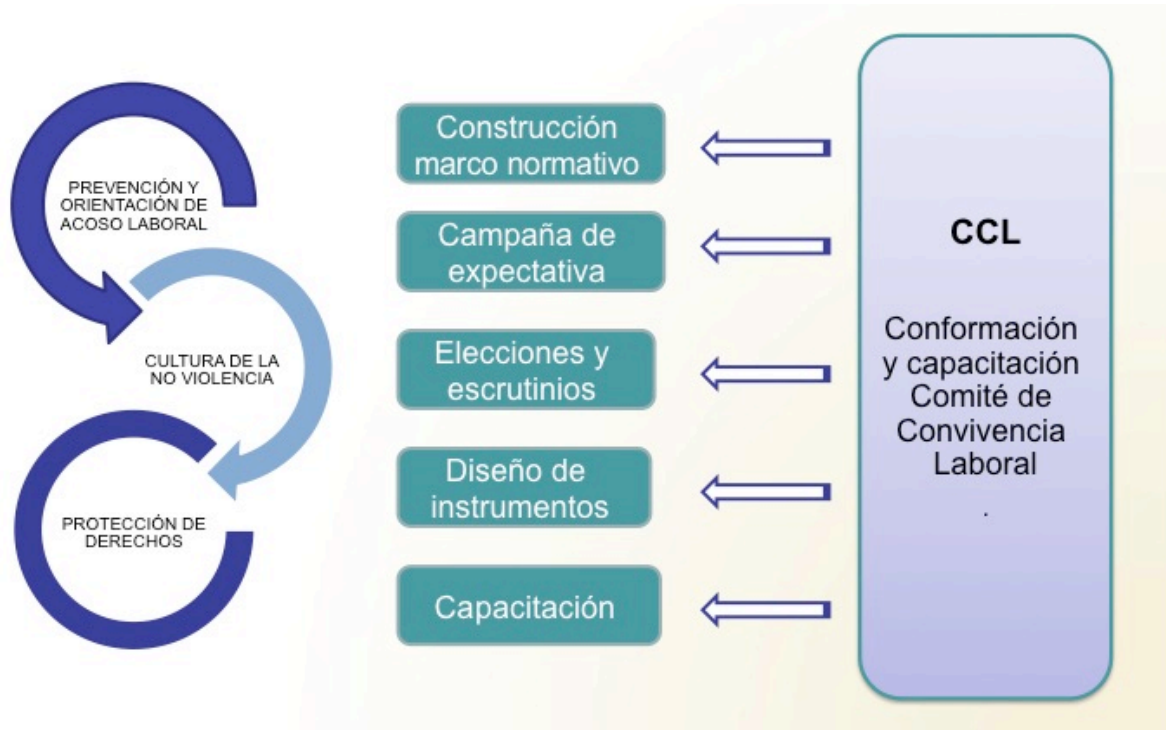 PREVENCIÓN Y
ORIENTACIÓN DE
ACOSO LABORAL
CULTURA DE LA
NO VIOLENCIA
PROTECCIÓN DE
DERECHOS
Construcción
marco normativo
Campaña de
expectativa
Elecciones y
escrutinios
Diseño de
instrumentos
Capacitación
CCL
Conformación
y capacitación
Comité de
Convivencia
Laboral
.